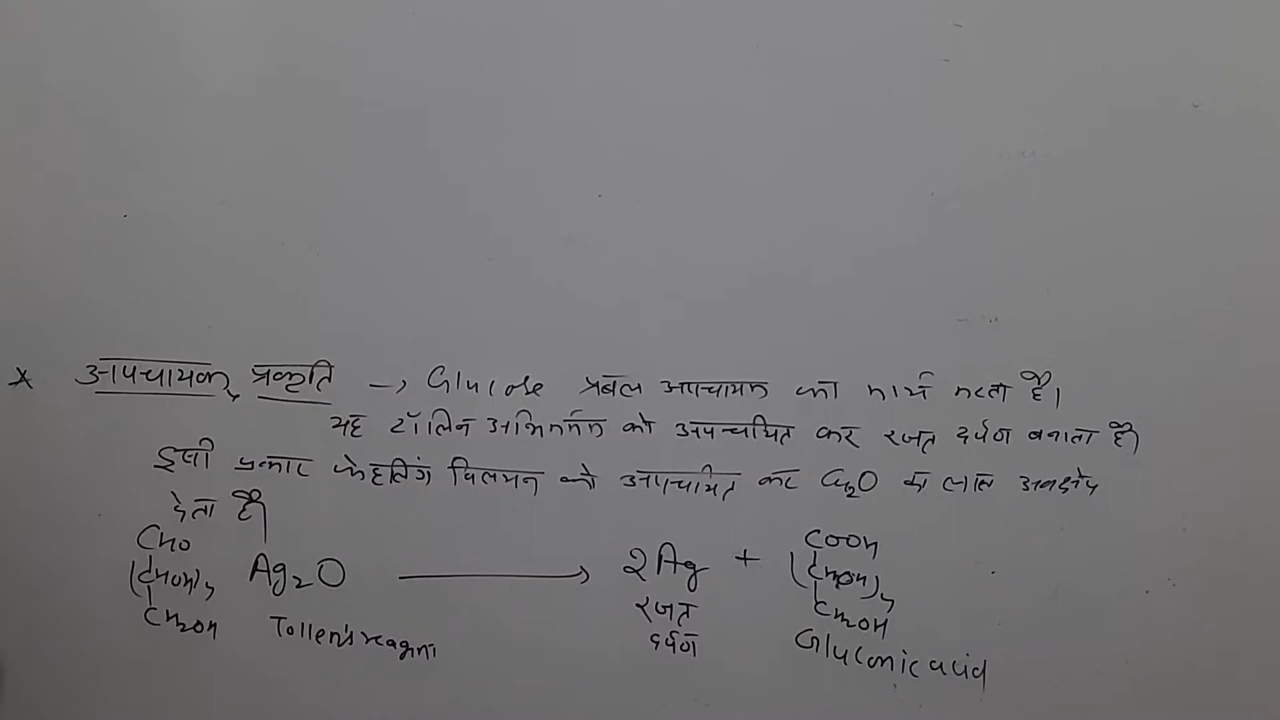 * अपचायक प्रकृति → Glucose प्रबल अपचायक का कार्य करता है।
यह टॉलिन अभिकर्मक को अपचयित कर रजत दर्पण बनाता है।
इसी प्रकार फेहलिंग विलयन को अपचयित कर Cu2O का लाल अवक्षेप
देता है।
CHO
(CHOH)4 Ag2O ⟶ 2Ag + COOH
CH2OH
(CHOH)4
CH2OH
Tollen's reagent
रजत
दर्पण
Gluconic acid